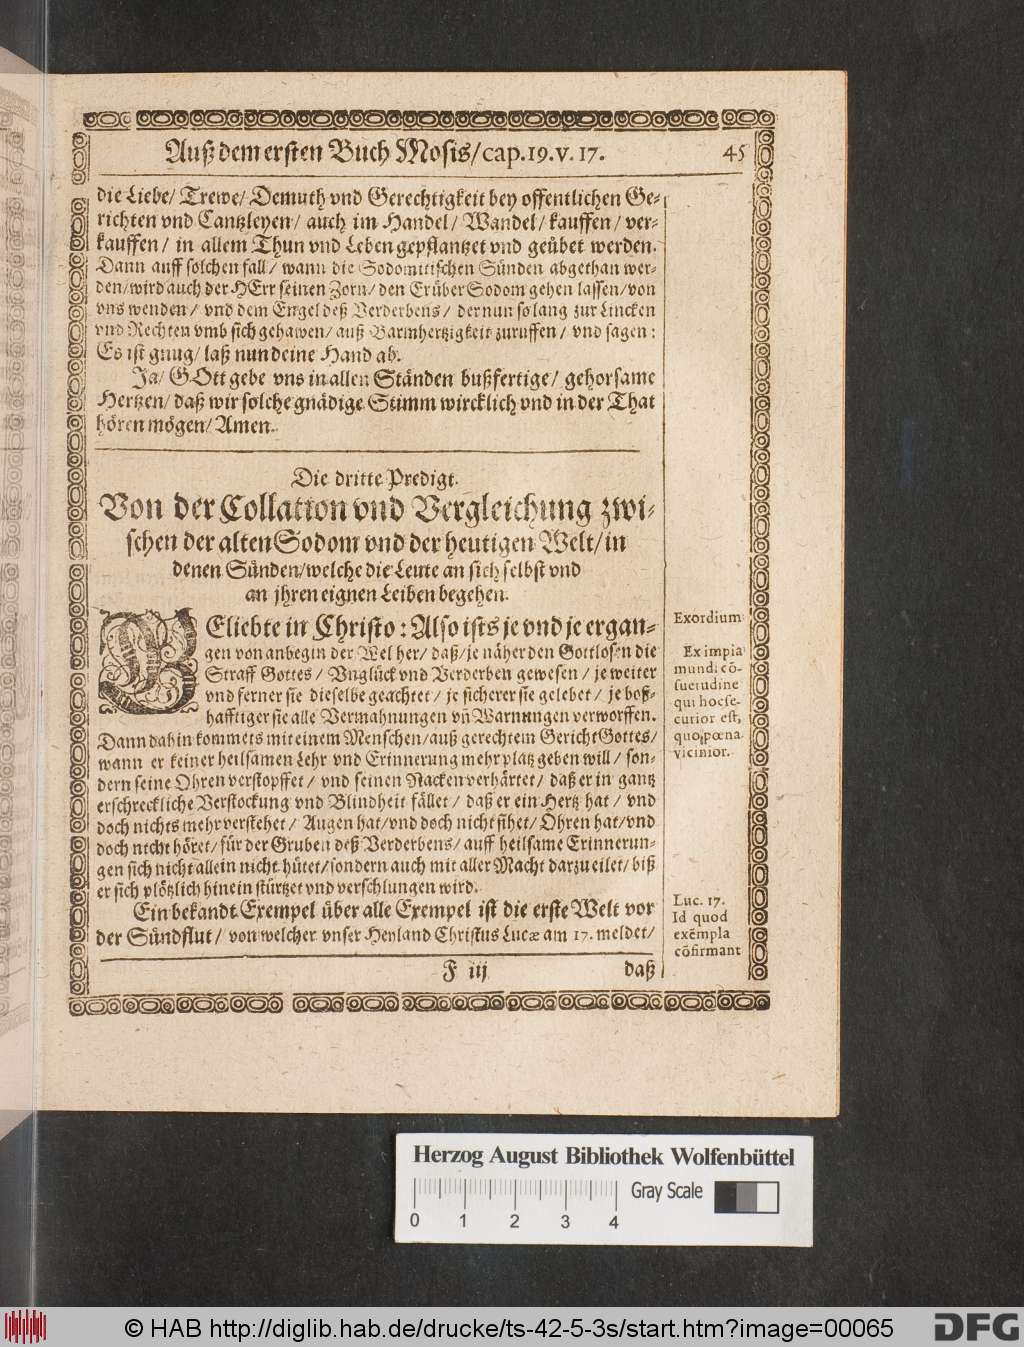 Auß dem ersten Buch Mosis/cap.19.v.17. 45
die Liebe/ Trewe/ Demuth vnd Gerechtigkeit bey offentlichen Ge-
richten vnd Cantzleyen/ auch im Handel/ Wandel/ kauffen/ ver-
kauffen/ in allem Thun vnd Leben gepflantzet vnd geübet werden.
Dann auff solchen fall/ wann die Sodomitischen Sünden abgethan wer-
den/wird auch der HErr seinen Zorn/ den Er über Sodom gehen lassen/von
vns wenden/ vnd dem Engel deß Verderbens/ der nun so lang zur Lincken
vnd Rechten vmb sich gehawen/ auß Barmhertzigkeit zuruffen/ vnd sagen:
Es ist gnug/ laß nun deine Hand ab.
Ja/ GOtt gebe vns in allen Ständen bußfertige/ gehorsame
Hertzen/ daß wir solche gnädige Stimm wircklich vnd in der That
hören mögen/ Amen.
Die dritte Predigt.
Von der Collation vnd Vergleichung zwi-
schen der alten Sodom vnd der heutigen Welt/in
denen Sünden/welche die Leute an sich selbst vnd
an jhren eignen Leiben begehen.
GEliebte in Christo: Also ists je vnd je ergan-
gen von anbegin der Wel her/ daß/je näher den Gottlosen die
Straff Gottes/ Vnglück vnd Verderben gewesen/ je weiter
vnd ferner sie dieselbe geachtet/ je sicherer sie gelebet/ je boß-
hafftiger sie alle Vermahnungen vñ Warnungen verworffen.
Dann dahin kommets mit einem Menschen/auß gerechtem Gericht Gottes/
wann er keiner heilsamen Lehr vnd Erinnerung mehr platz geben will/ son-
dern seine Ohren verstopffet/ vnd seinen Nacken verhärtet/ daß er in gantz
erschreckliche Verstockung vnd Blindheit fället/ daß er ein Hertz hat/ vnd
doch nichts mehr verstehet/ Augen hat/vnd doch nicht sihet/ Ohren hat/vnd
doch nicht höret/ für der Gruben deß Verderbens/ auff heilsame Erinnerun-
gen sich nicht allein nicht hütet/sondern auch mit aller Macht darzu eilet/ biß
er sich plötzlich hinein stürtzet vnd verschlungen wird.
Ein bekandt Exempel über alle Exempel ist die erste Welt vor
der Sündflut/ von welcher vnser Heyland Christus Lucæ am 17. meldet/
F iij daß
Exordium
Ex impia
mundi cō-
suetudine
qui hoc se-
curior est,
quo pœna
vicinior.
Luc. 17.
Id quod
exẽmpla
cõfirmant
Herzog August Bibliothek Wolfenbüttel
Gray Scale
0 1 2 3 4
© HAB http://diglib.hab.de/drucke/ts-42-5-3s/start.htm?image=00065
DFG